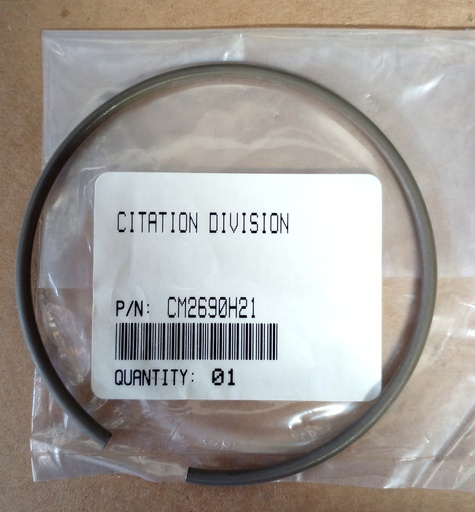 CITATION DIVISION
P/N: CM2690H21
QUANTITY: 01